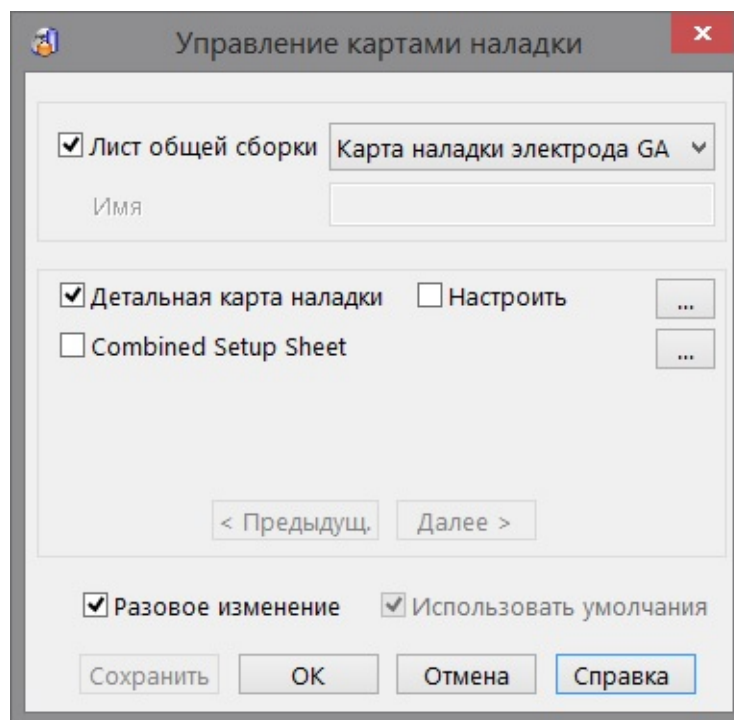 Управление картами наладки
Лист общей сборки Карта наладки электрода GA
Имя
Детальная карта наладки Настроить ...
Combined Setup Sheet ...
< Предыдущ. Далее >
Разовое изменение Использовать умолчания
Сохранить OK Отмена Справка